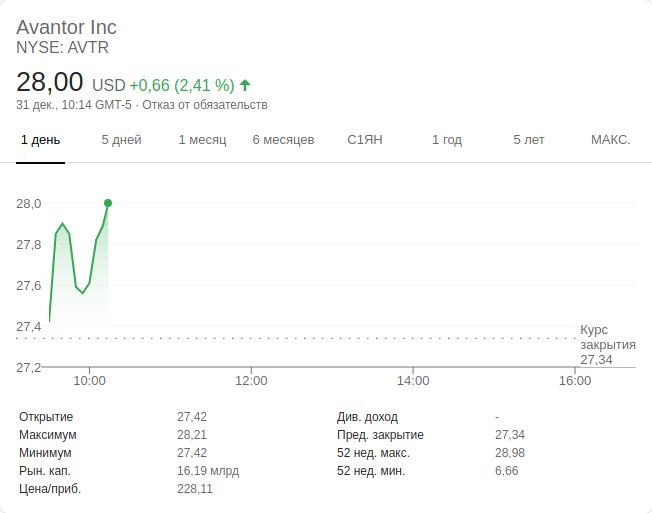 Avantor Inc
NYSE: AVTR
28,00 USD +0,66 (2,41 %)
31 дек., 10:14 GMT-5 · Отказ от обязательств
1 день 5 дней 1 месяц 6 месяцев С1ЯН 1 год 5 лет МАКС.
28,0
27,8
27,6
27,4
27,2
Курс
закрытия
27,34
10:00 12:00 14:00 16:00
Открытие 27,42
Максимум 28,21
Минимум 27,42
Рын. кап. 16,19 млрд
Цена/приб. 228,11
Див. доход -
Пред. закрытие 27,34
52 нед. макс. 28,98
52 нед. мин. 6,66